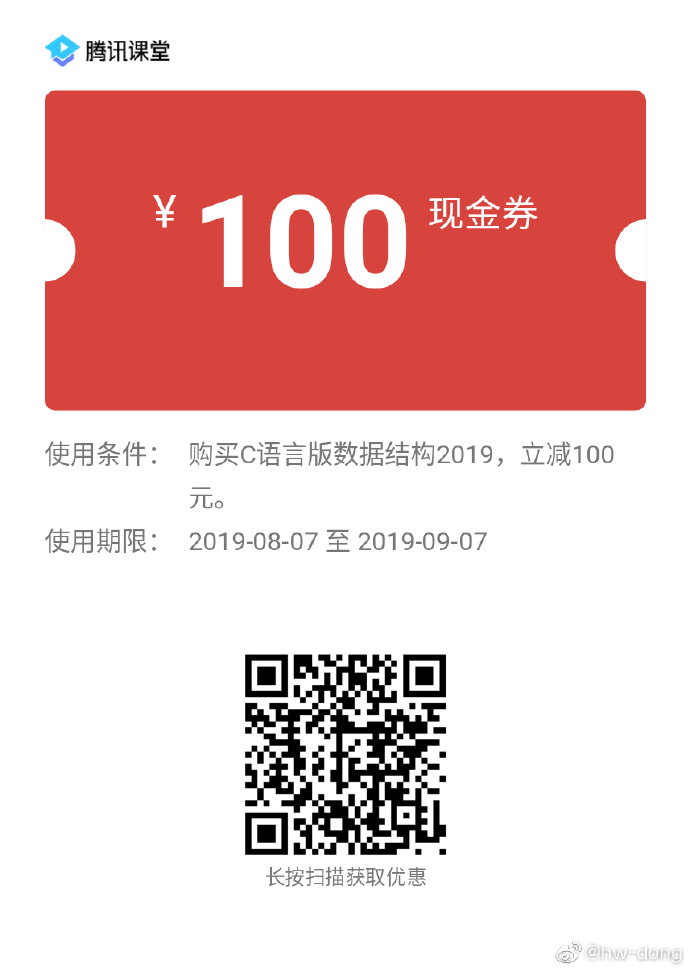 腾讯课堂
¥ 100 现金券
使用条件： 购买C语言版数据结构2019，立减100
元。
使用期限： 2019-08-07 至 2019-09-07
长按扫描获取优惠
@hw-dong